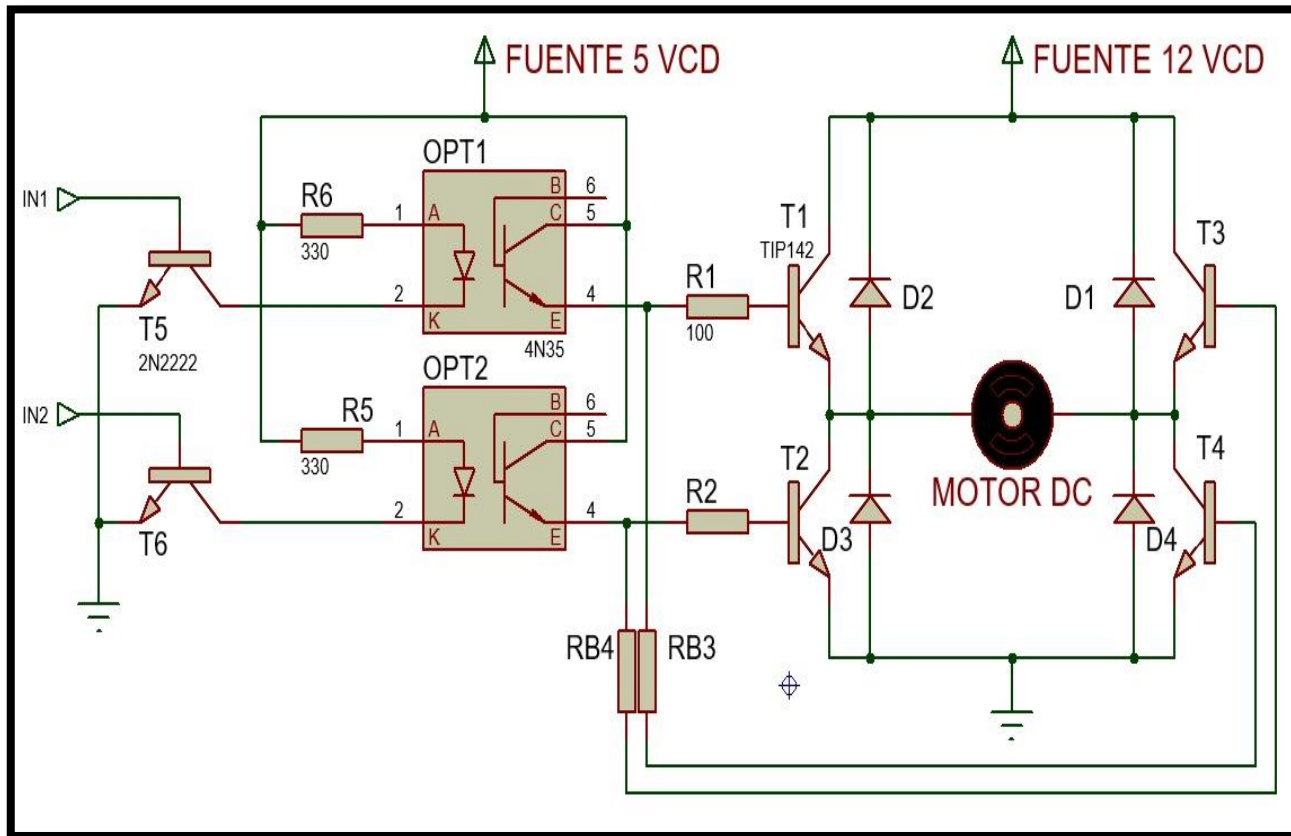 FUENTE 5 VCD
FUENTE 12 VCD
OPT1
R6
330
1
A
K
2
B
C
E
6
5
4
4N35
IN1
T5
2N2222
R1
100
T1
TIP142
D2
D1
T3
OPT2
R5
330
1
A
K
2
B
C
E
6
5
4
IN2
T6
R2
T2
D3
MOTOR DC
D4
T4
RB4
RB3